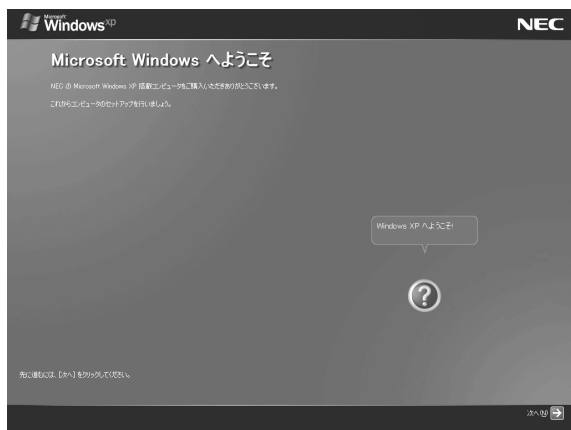 Microsoft
Windows xp
NEC
Microsoft Windows へようこそ
NEC の Microsoft Windows XP 搭載コンピュータをご購入いただきありがとうございます。
これからコンピュータのセットアップを行いましょう。
Windows XP へようこそ!
先に進むには、[次へ] をクリックしてください。
次へ(N)